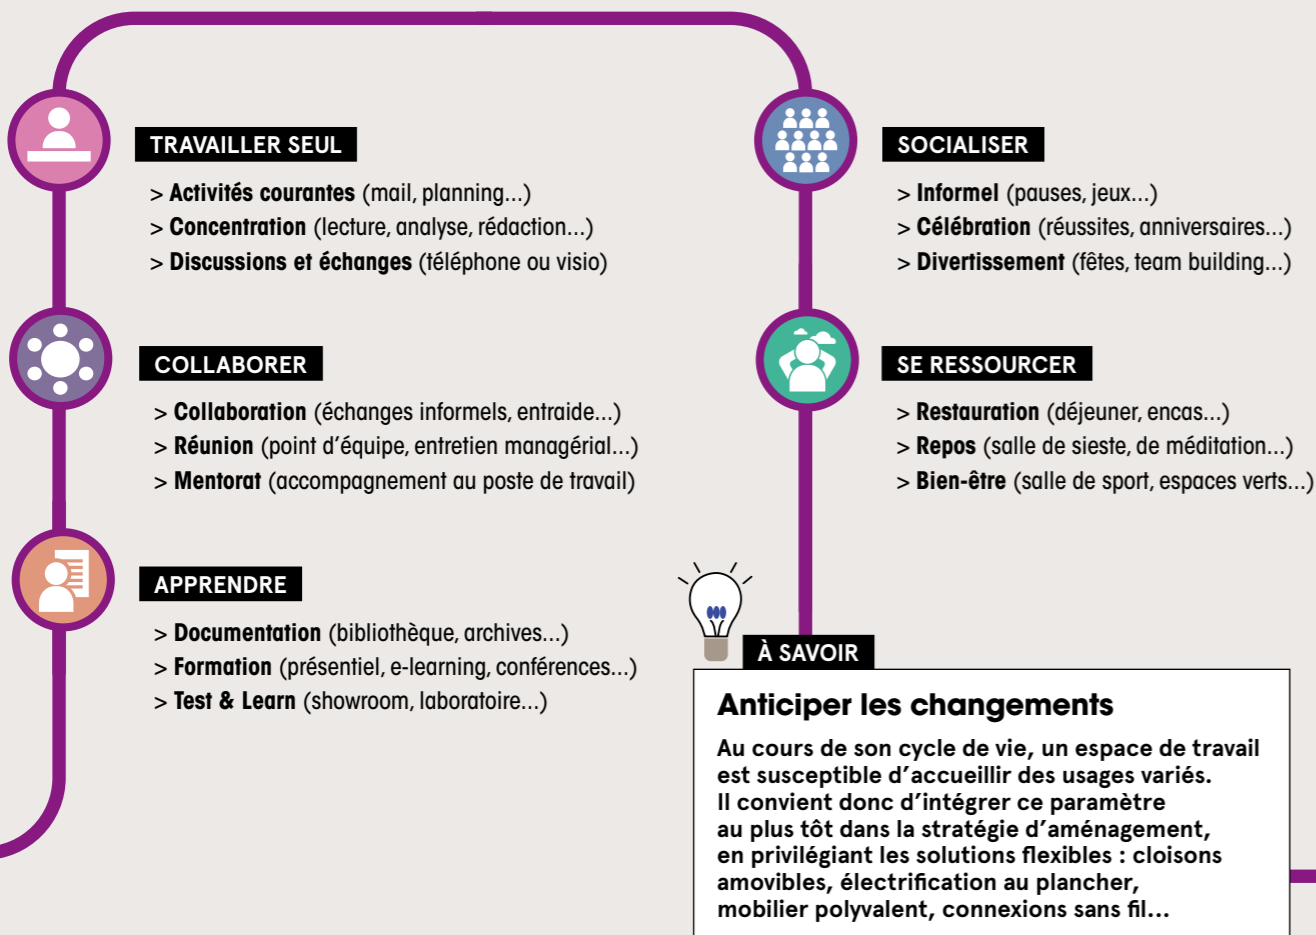 TRAVAILLER SEUL
> Activités courantes (mail, planning...)
> Concentration (lecture, analyse, rédaction...)
> Discussions et échanges (téléphone ou visio)
COLLABORER
> Collaboration (échanges informels, entraide...)
> Réunion (point d'équipe, entretien managérial...)
> Mentorat (accompagnement au poste de travail)
APPRENDRE
> Documentation (bibliothèque, archives...)
> Formation (présentiel, e-learning, conférences...)
> Test & Learn (showroom, laboratoire...)
SOCIALISER
> Informel (pauses, jeux...)
> Célébration (réussites, anniversaires...)
> Divertissement (fêtes, team building...)
SE RESSOURCER
> Restauration (déjeuner, encas...)
> Repos (salle de sieste, de méditation...)
> Bien-être (salle de sport, espaces verts...)
À SAVOIR
Anticiper les changements
Au cours de son cycle de vie, un espace de travail
est susceptible d'accueillir des usages variés.
Il convient donc d'intégrer ce paramètre
au plus tôt dans la stratégie d'aménagement,
en privilégiant les solutions flexibles : cloisons
amovibles, électrification au plancher,
mobilier polyvalent, connexions sans fil...